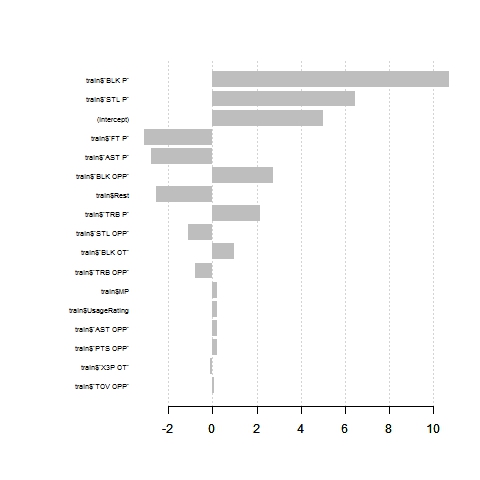 train$`BLK P`
train$`STL P`
(Intercept)
train$`FT P`
train$`AST P`
train$`BLK OPP`
train$Rest
train$`TRB P`
train$`STL OPP`
train$`BLK OT`
train$`TRB OPP`
train$MP
train$UsageRating
train$`AST OPP`
train$`PTS OPP`
train$`X3P OT`
train$`TOV OPP`
-2 0 2 4 6 8 10